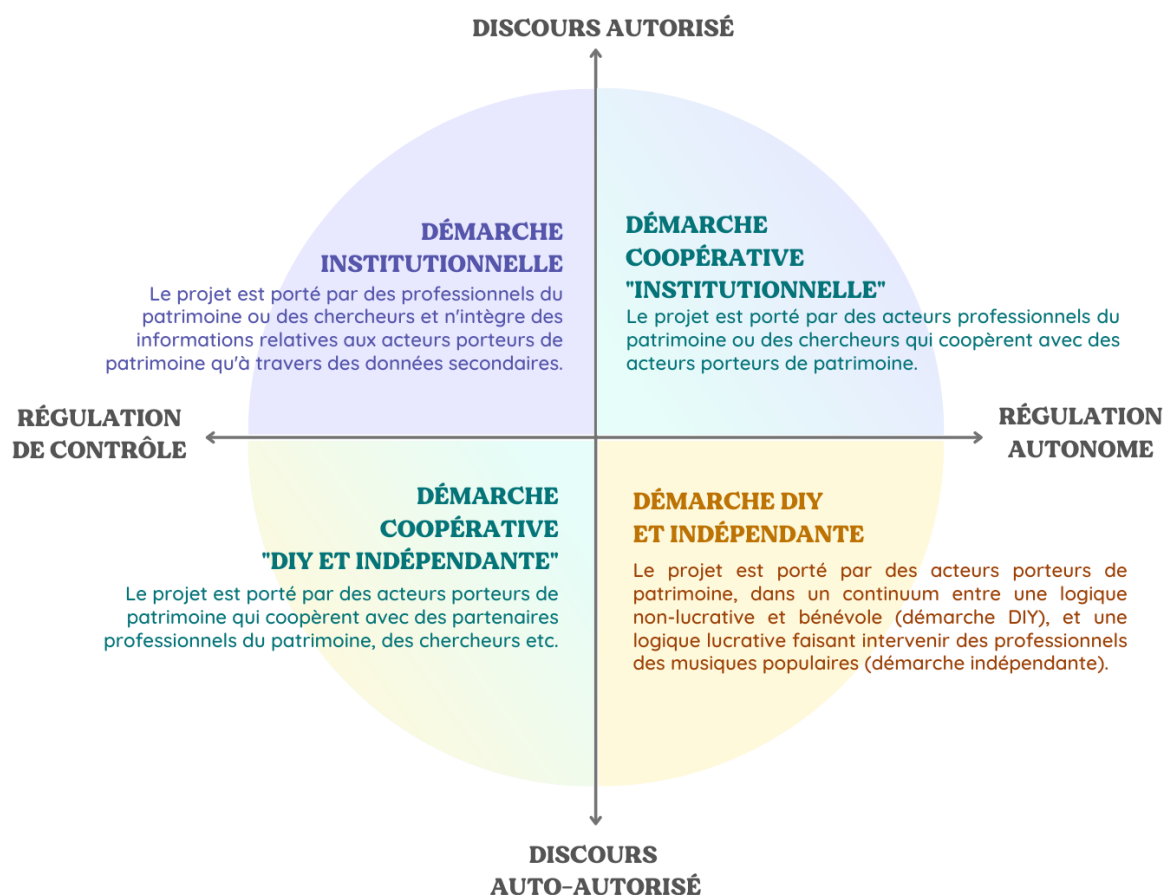 DISCOURS AUTORISÉ
DÉMARCHE
INSTITUTIONNELLE
Le projet est porté par des professionnels du
patrimoine ou des chercheurs et n'intègre des
informations relatives aux acteurs porteurs de
patrimoine qu'à travers des données secondaires.
DÉMARCHE
COOPÉRATIVE
"INSTITUTIONNELLE"
Le projet est porté par des acteurs professionnels du
patrimoine ou des chercheurs qui coopèrent avec des
acteurs porteurs de patrimoine.
RÉGULATION
DE CONTRÔLE
RÉGULATION
AUTONOME
DÉMARCHE
COOPÉRATIVE
"DIY ET INDÉPENDANTE"
Le projet est porté par des acteurs porteurs de
patrimoine qui coopèrent avec des partenaires
professionnels du patrimoine, des chercheurs etc.
DÉMARCHE DIY
ET INDÉPENDANTE
Le projet est porté par des acteurs porteurs de
patrimoine, dans un continuum entre une logique
non-lucrative et bénévole (démarche DIY), et une
logique lucrative faisant intervenir des professionnels
des musiques populaires (démarche indépendante).
DISCOURS
AUTO-AUTORISÉ